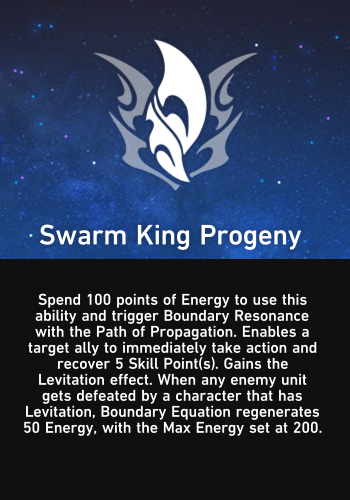 Swarm King Progeny
Spend 100 points of Energy to use this
ability and trigger Boundary Resonance
with the Path of Propagation. Enables a
target ally to immediately take action and
recover 5 Skill Point(s). Gains the
Levitation effect. When any enemy unit
gets defeated by a character that has
Levitation, Boundary Equation regenerates
50 Energy, with the Max Energy set at 200.